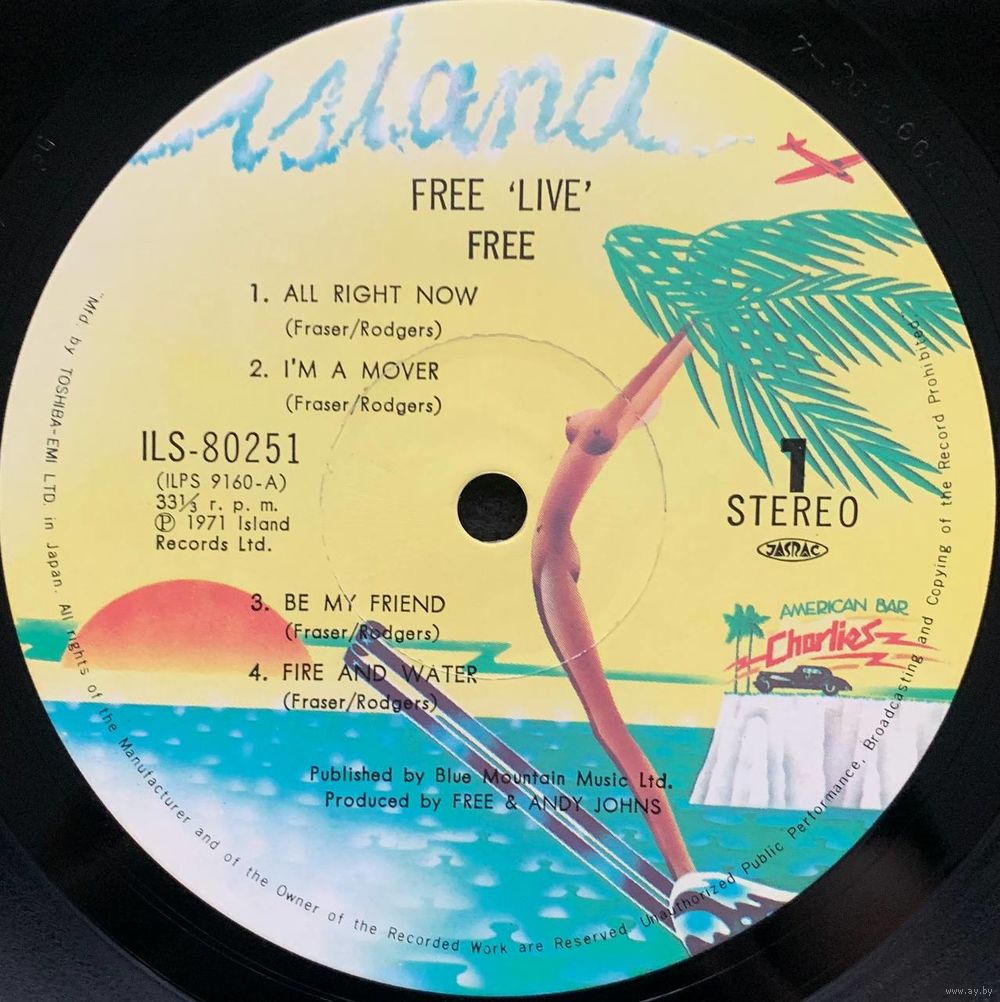 island
FREE 'LIVE'
FREE
1. ALL RIGHT NOW
(Fraser/Rodgers)
2. I'M A MOVER
(Fraser/Rodgers)
ILS-80251
(ILPS 9160-A)
33⅓ r. p. m.
Ⓟ 1971 Island
Records Ltd.
1
STEREO
JASRAC
3. BE MY FRIEND
(Fraser/Rodgers)
4. FIRE AND WATER
(Fraser/Rodgers)
AMERICAN BAR
Charlies
Published by Blue Mountain Music Ltd.
Produced by FREE & ANDY JOHNS
"Mfd. by TOSHIBA-EMI LTD. in Japan. All rights of the Manufacturer and of the Owner of the Recorded Work are Reserved. Unauthorized Public Performance, Broadcasting and Copying of the Record Prohibited."
www.ay.by